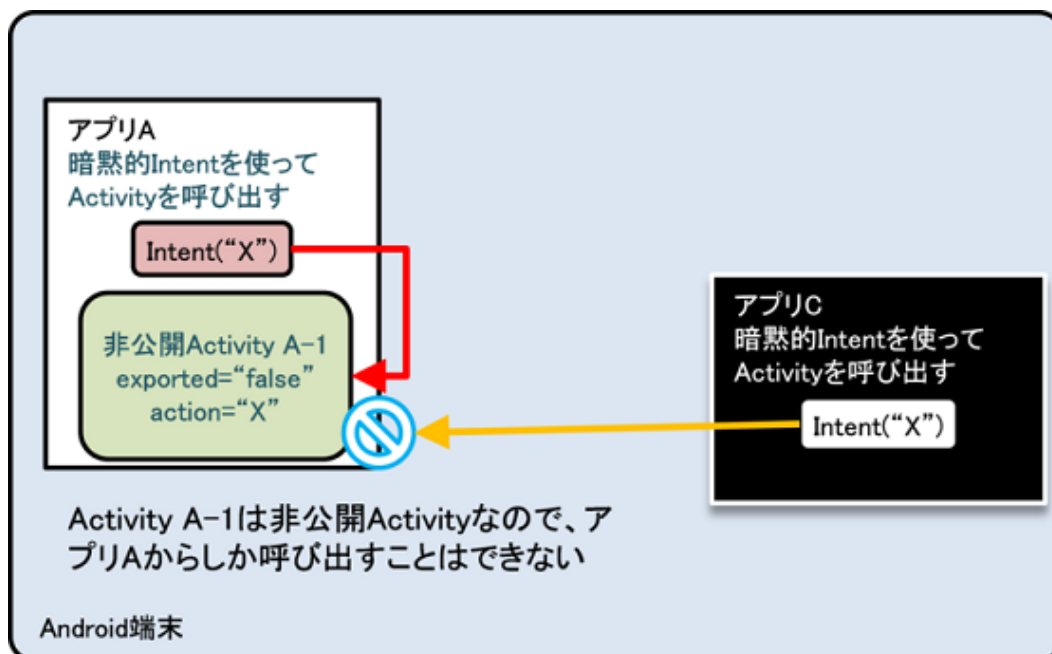 アプリA
暗黙的Intentを使って
Activityを呼び出す
Intent(“X”)
非公開Activity A-1
exported=“false”
action=“X”
アプリC
暗黙的Intentを使って
Activityを呼び出す
Intent(“X”)
Activity A-1は非公開Activityなので、ア
プリAからしか呼び出すことはできない
Android端末